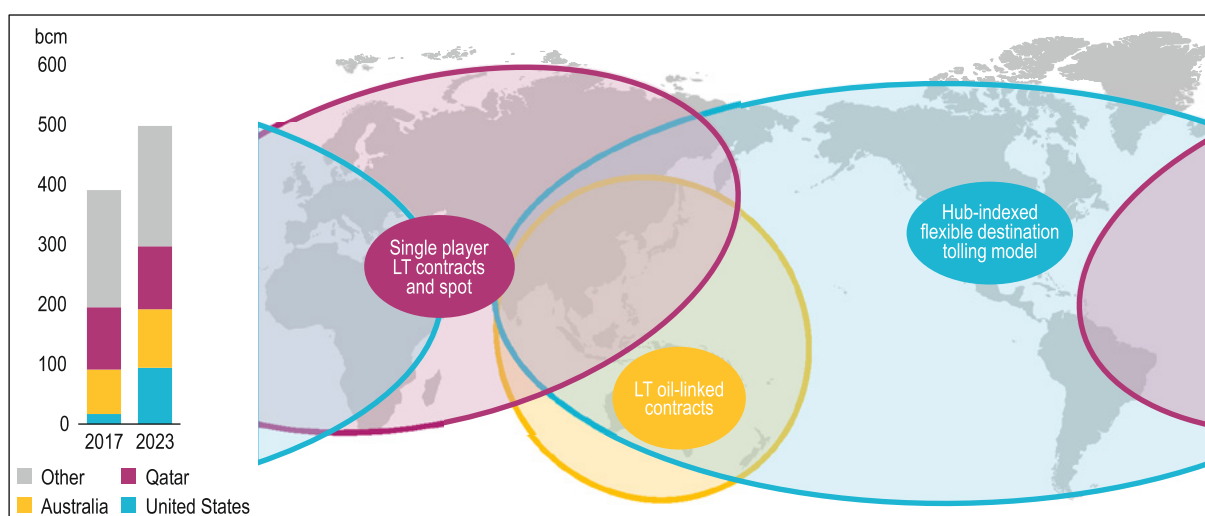 bcm
600
500
400
300
200
100
0
2017 2023
Other Qatar
Australia United States
Single player
LT contracts
and spot
LT oil-linked
contracts
Hub-indexed
flexible destination
tolling model